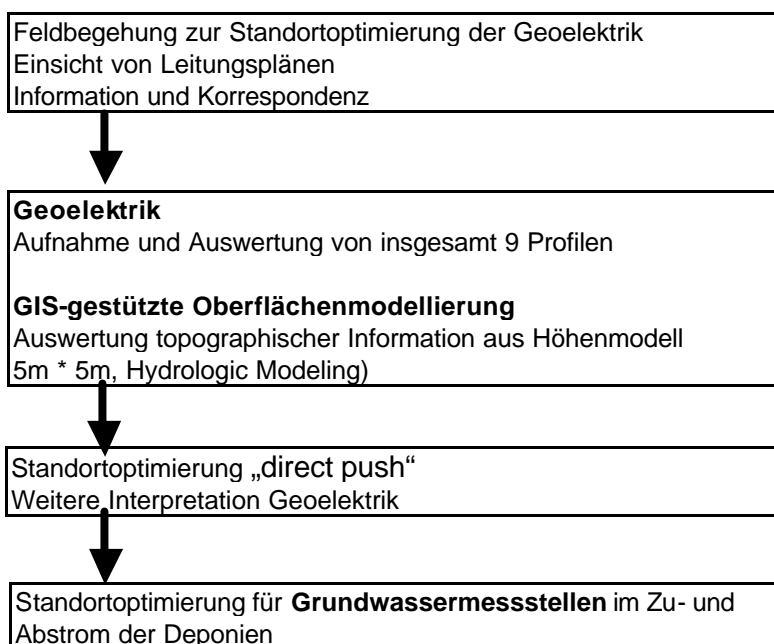 Feldbegehung zur Standortoptimierung der Geoelektrik
Einsicht von Leitungsplänen
Information und Korrespondenz
Geoelektrik
Aufnahme und Auswertung von insgesamt 9 Profilen
GIS-gestützte Oberflächenmodellierung
Auswertung topographischer Information aus Höhenmodell
5m * 5m, Hydrologic Modeling)
Standortoptimierung „direct push“
Weitere Interpretation Geoelektrik
Standortoptimierung für Grundwassermessstellen im Zu- und
Abstrom der Deponien